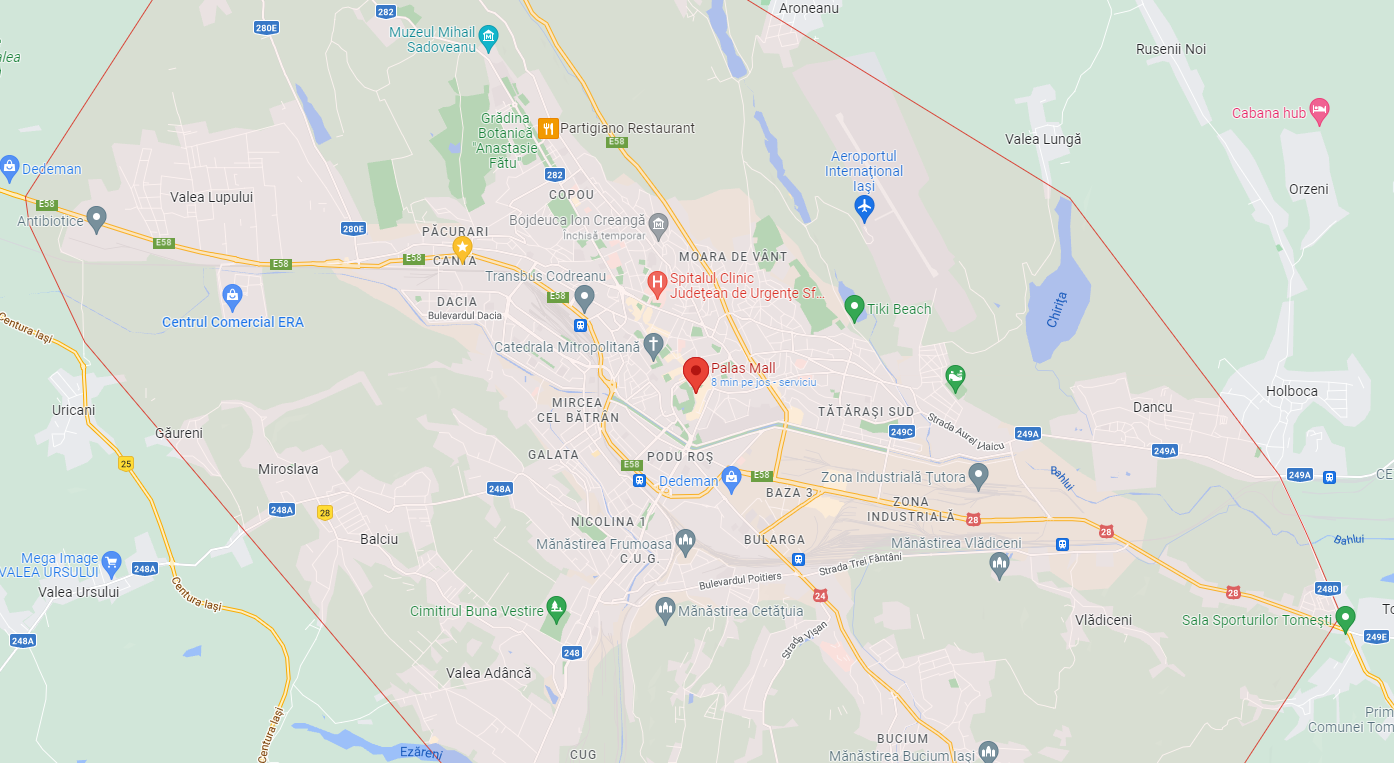 Aroneanu
282
280E
Muzeul Mihail
Sadoveanu
Rusenii Noi
alea
Cabana hub
Grădina
Botanică
"Anastasie
Fătu"
Partigiano Restaurant
E58
Valea Lungă
Aeroportul
Internațional
Iași
Dedeman
282
Valea Lupului
COPOU
Orzeni
E58
Antibiotice
280E
PĂCURARI
Bojdeuca Ion Creangă
Închisă temporar
E58
CANTA
E58
E58
MOARA DE VÂNT
Transbus Codreanu
Spitalul Clinic
Județean de Urgențe Sf...
E58
DACIA
Bulevardul Dacia
Tiki Beach
Chirița
Centrul Comercial ERA
Centura Iași
Catedrala Mitropolitană
Palas Mall
8 min pe jos - serviciu
Holboca
Uricani
MIRCEA
CEL BĂTRÂN
TĂTĂRAȘI SUD
Dancu
Strada Aurel Vlaicu
249C
249A
249A
Găureni
GALATA
PODU ROȘ
25
Miroslava
E58
E58
Dedeman
Zona Industrială Țutora
Bahlui
249A
CE
248A
BAZA 3
248A
28
ZONA
INDUSTRIALĂ
28
28
NICOLINA 1
Balciu
Mănăstirea Frumoasa
C.U.G.
BULARGA
Mănăstirea Vlădiceni
Bahlui
Mega Image
VALEA URSULUI
248A
Valea Ursului
Centura Iași
Bulevardul Poitiers
Strada Trei Fântâni
24
28
248D
Cimitirul Buna Vestire
Mănăstirea Cetățuia
Vlădiceni
Sala Sporturilor Tomești
To
249E
248A
Strada Vișan
248
Valea Adâncă
Centura Iași
Prim
Comunei Tom
BUCIUM
Ezăreni
CUG
Mănăstirea Bucium Iași